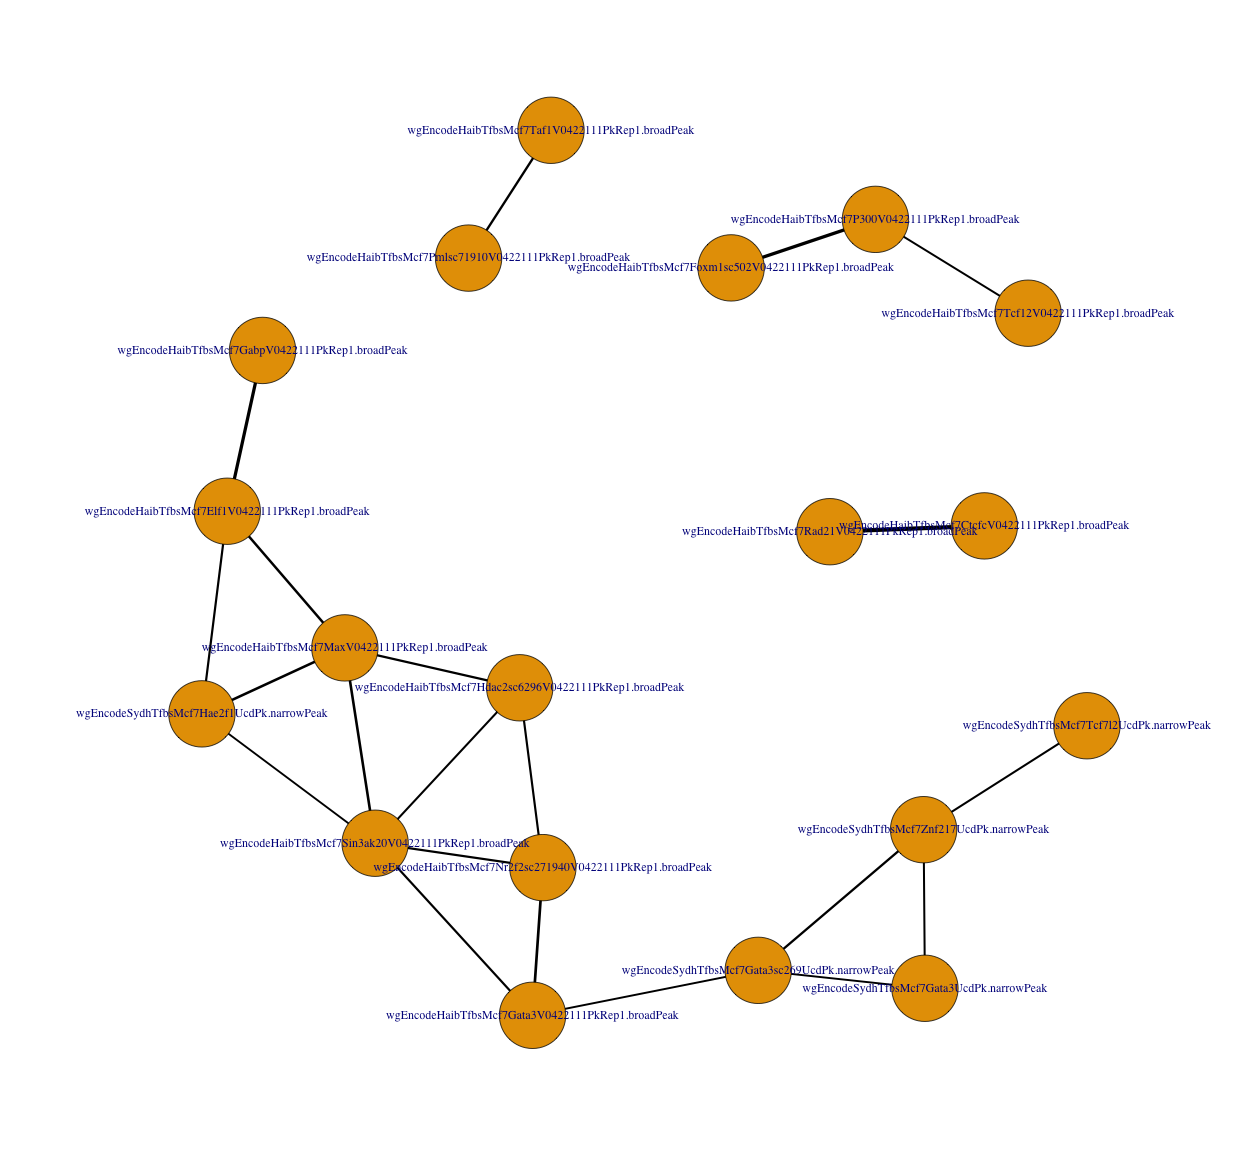 wgEncodeHaibTfbsMcf7Taf1V0422111PkRep1.broadPeak
wgEncodeHaibTfbsMcf7P300V0422111PkRep1.broadPeak
wgEncodeHaibTfbsMcf7Pmlsc71910V0422111PkRep1.broadPeak
wgEncodeHaibTfbsMcf7Foxm1sc502V0422111PkRep1.broadPeak
wgEncodeHaibTfbsMcf7Tcf12V0422111PkRep1.broadPeak
wgEncodeHaibTfbsMcf7GabpV0422111PkRep1.broadPeak
wgEncodeHaibTfbsMcf7Elf1V0422111PkRep1.broadPeak
wgEncodeHaibTfbsMcf7Rad21V0422111PkRep1.broadPeak
wgEncodeHaibTfbsMcf7CtcfcV0422111PkRep1.broadPeak
wgEncodeHaibTfbsMcf7MaxV0422111PkRep1.broadPeak
wgEncodeHaibTfbsMcf7Hdac2sc6296V0422111PkRep1.broadPeak
wgEncodeSydhTfbsMcf7Hae2f1UcdPk.narrowPeak
wgEncodeSydhTfbsMcf7Tcf7l2UcdPk.narrowPeak
wgEncodeSydhTfbsMcf7Znf217UcdPk.narrowPeak
wgEncodeHaibTfbsMcf7Sin3ak20V0422111PkRep1.broadPeak
wgEncodeHaibTfbsMcf7Nr2f2sc271940V0422111PkRep1.broadPeak
wgEncodeSydhTfbsMcf7Gata3sc269UcdPk.narrowPeak
wgEncodeSydhTfbsMcf7Gata3UcdPk.narrowPeak
wgEncodeHaibTfbsMcf7Gata3V0422111PkRep1.broadPeak